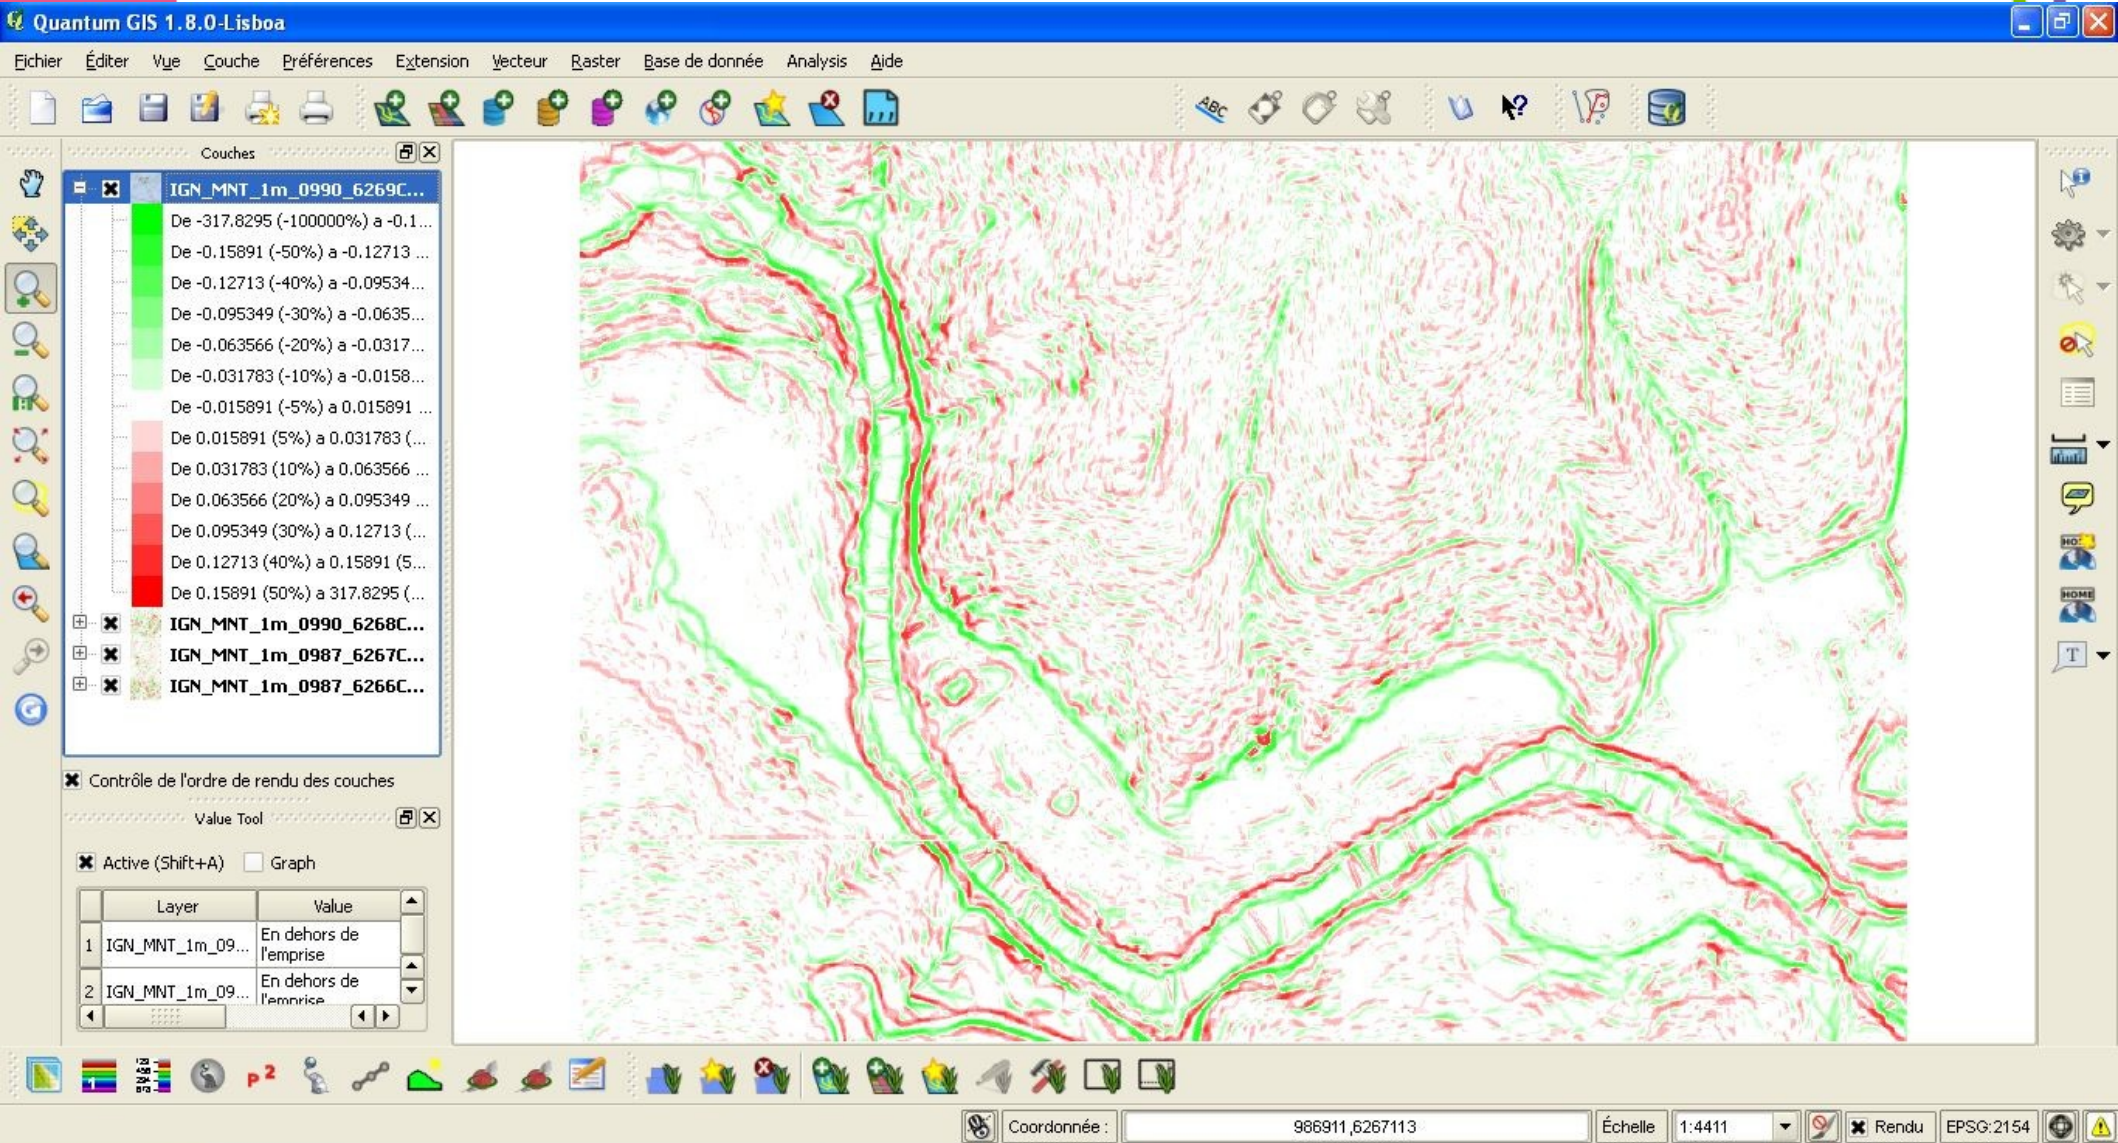 Quantum GIS 1.8.0-Lisboa
Fichier Éditer Vue Couche Préférences Extension Vecteur Raster Base de donnée Analysis Aide
ABC
Couches
IGN_MNT_1m_0990_6269C...
De -317.8295 (-100000%) a -0.1...
De -0.15891 (-50%) a -0.12713 ...
De -0.12713 (-40%) a -0.09534...
De -0.095349 (-30%) a -0.0635...
De -0.063566 (-20%) a -0.0317...
De -0.031783 (-10%) a -0.0158...
De -0.015891 (-5%) a 0.015891 ...
De 0.015891 (5%) a 0.031783 (...
De 0.031783 (10%) a 0.063566 ...
De 0.063566 (20%) a 0.095349 ...
De 0.095349 (30%) a 0.12713 (...
De 0.12713 (40%) a 0.15891 (5...
De 0.15891 (50%) a 317.8295 (...
IGN_MNT_1m_0990_6268C...
IGN_MNT_1m_0987_6267C...
IGN_MNT_1m_0987_6266C...
Contrôle de l'ordre de rendu des couches
Value Tool
Active (Shift+A) Graph
Layer Value
1 IGN_MNT_1m_09... En dehors de
l'emprise
2 IGN_MNT_1m_09... En dehors de
l'emprise
HOME
T
P 2
Coordonnée : 986911,6267113 Échelle 1:4411 Rendu EPSG:2154